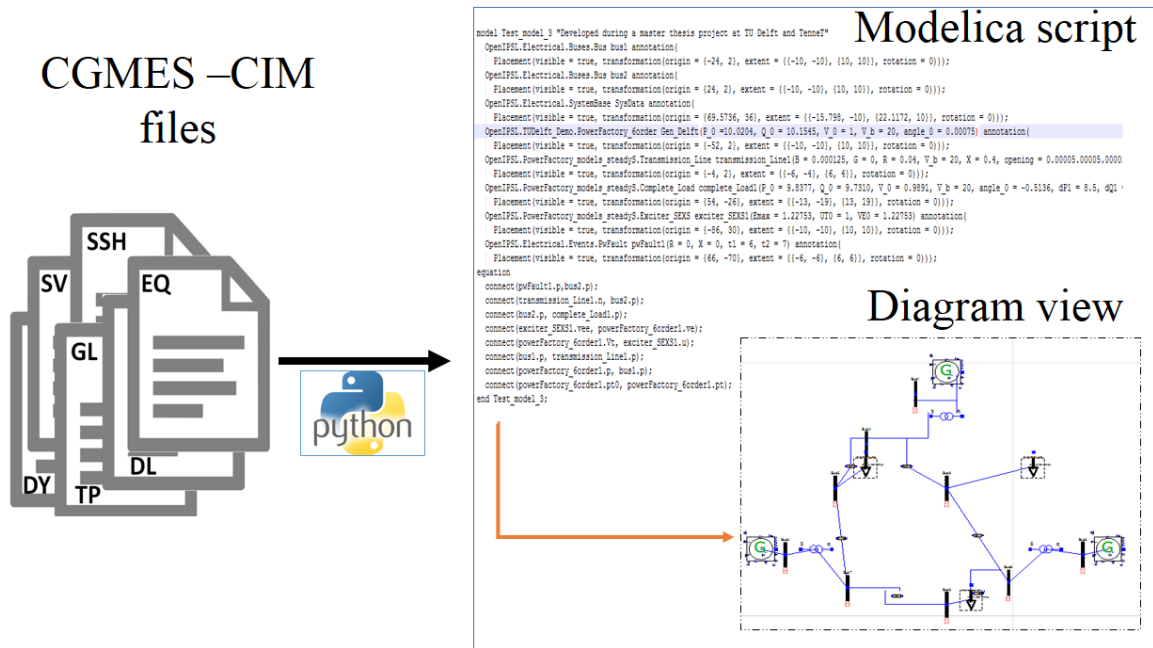 CGMES –CIM
files
SSH
SV
EQ
GL
DY
TP
DL
python
Modelica script
model Test_model_3 "Developed during a master thesis project at TU Delft and TenneT"
OpenIPSL.Electrical.Buses.Bus bus1 annotation(
Placement(visible = true, transformation(origin = {-24, 2}, extent = {{-10, -10}, {10, 10}}, rotation = 0)));
OpenIPSL.Electrical.Buses.Bus bus2 annotation(
Placement(visible = true, transformation(origin = {24, 2}, extent = {{-10, -10}, {10, 10}}, rotation = 0)));
OpenIPSL.Electrical.SystemBase SysData annotation(
Placement(visible = true, transformation(origin = {69.5736, 36}, extent = {{-15.798, -10}, {22.1172, 10}}, rotation = 0)));
OpenIPSL.TUDelft_Demo.PowerFactory_6order Gen_Delft(P_0 =10.0204, Q_0 = 10.1545, V_0 = 1, V_b = 20, angle_0 = 0.00075) annotation(
Placement(visible = true, transformation(origin = {-52, 2}, extent = {{-10, -10}, {10, 10}}, rotation = 0)));
OpenIPSL.PowerFactory_models_steadyS.Transmission_Line transmission_Line1(B = 0.000125, G = 0, R = 0.04, V_b = 20, X = 0.4, opening = 0.00005.00005.0000
Placement(visible = true, transformation(origin = {-4, 2}, extent = {{-6, -4}, {6, 4}}, rotation = 0)));
OpenIPSL.PowerFactory_models_steadyS.Complete_Load complete_Load1(P_0 = 9.8377, Q_0 = 9.7310, V_0 = 0.9891, V_b = 20, angle_0 = -0.5136, dP1 = 8.5, dQ1
Placement(visible = true, transformation(origin = {54, -26}, extent = {{-13, -19}, {13, 19}}, rotation = 0)));
OpenIPSL.PowerFactory_models_steadyS.Exciter_SEXS exciter_SEXS1(Emax = 1.22753, UT0 = 1, VE0 = 1.22753) annotation(
Placement(visible = true, transformation(origin = {-86, 30}, extent = {{-10, -10}, {10, 10}}, rotation = 0)));
OpenIPSL.Electrical.Events.PwFault pwFault1(R = 0, X = 0, t1 = 6, t2 = 7) annotation(
Placement(visible = true, transformation(origin = {66, -70}, extent = {{-6, -6}, {6, 6}}, rotation = 0)));
equation
connect(pwFault1.p,bus2.p);
connect(transmission_Line1.n, bus2.p);
connect(bus2.p, complete_Load1.p);
connect(exciter_SEXS1.vee, powerFactory_6order1.ve);
connect(powerFactory_6order1.Vt, exciter_SEXS1.u);
connect(bus1.p, transmission_Line1.p);
connect(powerFactory_6order1.p, bus1.p);
connect(powerFactory_6order1.pt0, powerFactory_6order1.pt);
end Test_model_3;
Diagram view
G
G
G